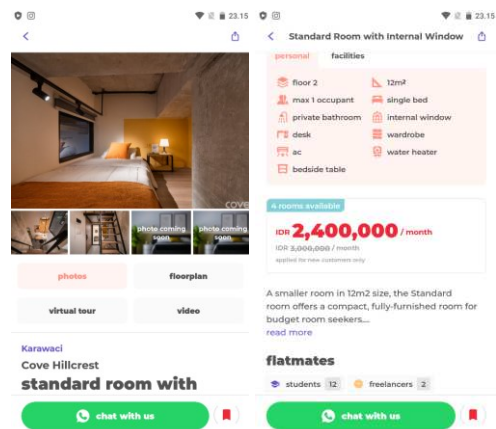 23.15
cove
photo coming
soon
photo coming
soon
photos
floorplan
virtual tour
video
Karawaci
Cove Hillcrest
standard room with
chat with us
23.15
Standard Room with Internal Window
personal facilities
floor 2 12m²
max 1 occupant single bed
private bathroom internal window
desk wardrobe
ac water heater
bedside table
4 rooms available
IDR 2,400,000 / month
IDR 3,000,000 / month
applied for new customers only
A smaller room in 12m2 size, the Standard
room offers a compact, fully-furnished room for
budget room seekers....
read more
flatmates
students 12 freelancers 2
chat with us